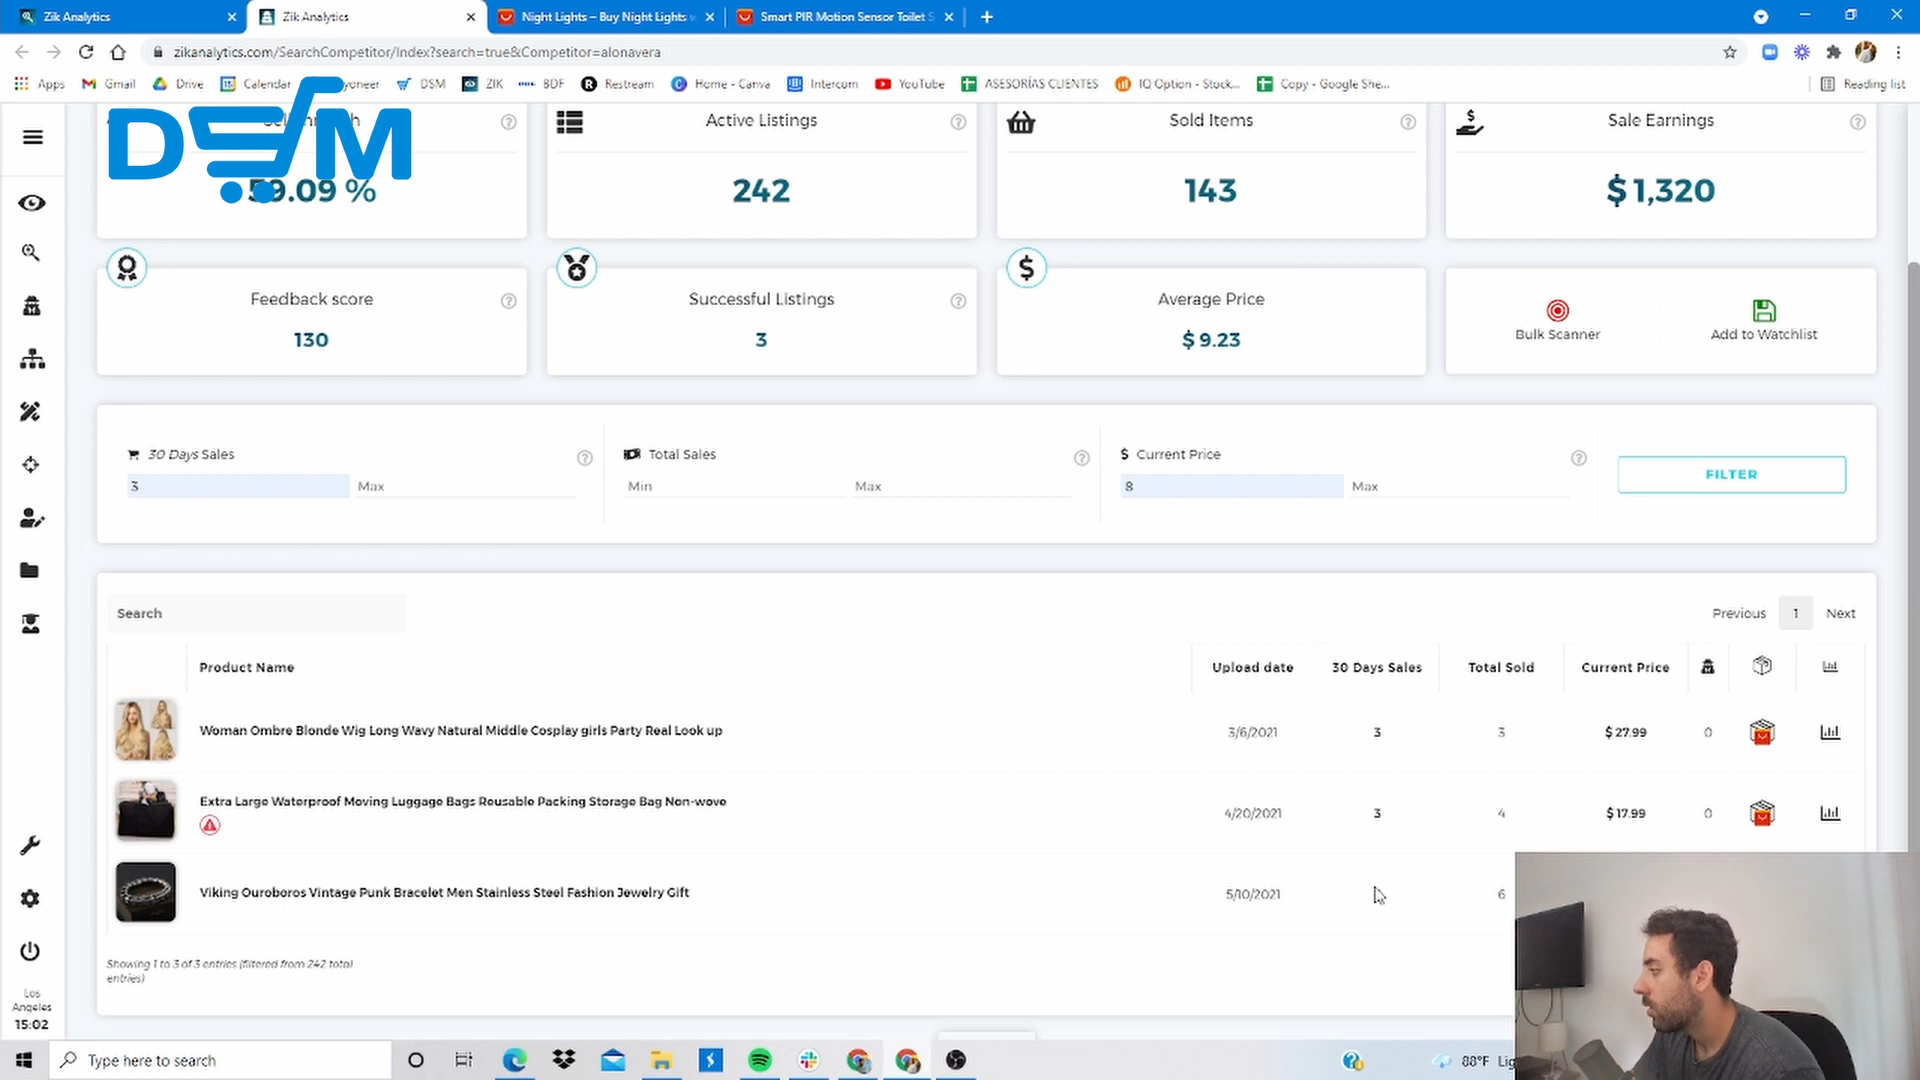 Zik Analytics
Zik Analytics
Night Lights – Buy Night Lights
Smart PIR Motion Sensor Toilet S
zikanalytics.com/SearchCompetitor/Index?search=true&Competitor=alonavera
Apps
Gmail
Drive
Calendar
yoneer
DSM
ZIK
BDF
Restream
Home - Canva
Intercom
YouTube
ASESORÍAS CLIENTES
IQ Option - Stock...
Copy - Google She...
Reading list
DSM
59.09 %
Active Listings
242
Sold Items
143
Sale Earnings
$ 1,320
Feedback score
130
Successful Listings
3
Average Price
$ 9.23
Bulk Scanner
Add to Watchlist
30 Days Sales
3
Max
Total Sales
Min
Max
$ Current Price
8
Max
FILTER
Search
Previous
1
Next
Product Name
Upload date
30 Days Sales
Total Sold
Current Price
Woman Ombre Blonde Wig Long Wavy Natural Middle Cosplay girls Party Real Look up
3/6/2021
3
3
$ 27.99
0
Extra Large Waterproof Moving Luggage Bags Reusable Packing Storage Bag Non-wove
4/20/2021
3
4
$ 17.99
0
Viking Ouroboros Vintage Punk Bracelet Men Stainless Steel Fashion Jewelry Gift
5/10/2021
6
Showing 1 to 3 of 3 entries (filtered from 242 total
entries)
Los
Angeles
15:02
Type here to search
88°F Lig